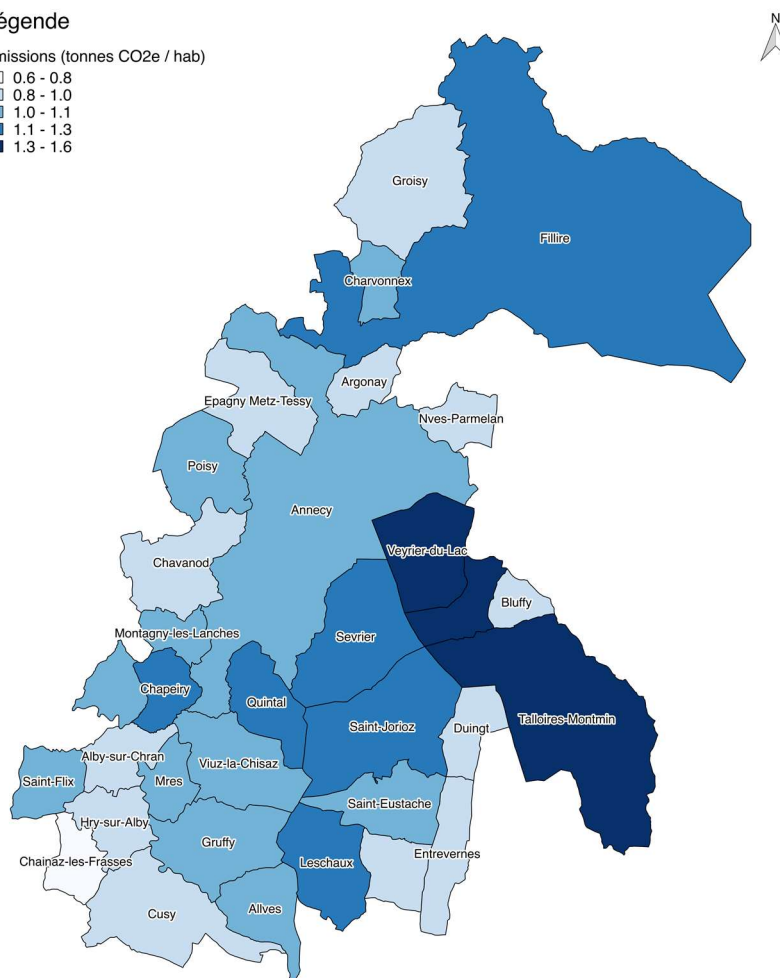 égende
N
missions (tonnes CO2e / hab)
0.6 - 0.8
0.8 - 1.0
1.0 - 1.1
1.1 - 1.3
1.3 - 1.6
Groisy
Fillire
Charvonnex
Argonay
Epagny Metz-Tessy
Nves-Parmelan
Poisy
Annecy
Veyrier-du-Lac
Chavanod
Bluffy
Montagny-les-Lanches
Sevrier
Chapeiry
Quintal
Talloires-Montmin
Saint-Jorioz
Duingt
Alby-sur-Chran
Viuz-la-Chisaz
Saint-Flix
Mres
Saint-Eustache
Hry-sur-Alby
Gruffy
Entrevernes
Chainaz-les-Frasses
Leschaux
Allves
Cusy